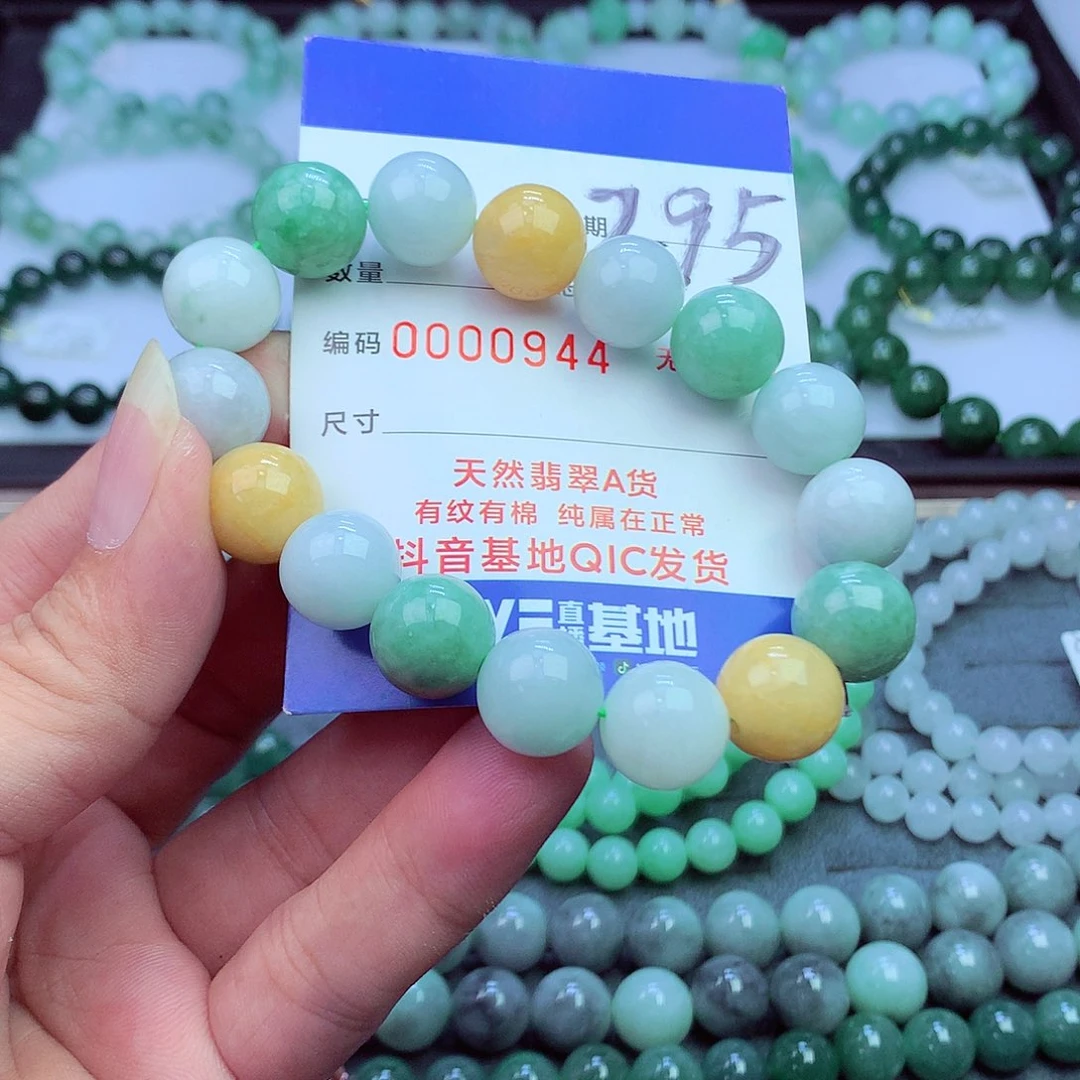 期 795
数量
编码 0000944 无
尺寸
天然翡翠A货
有纹有棉 纯属在正常
抖音基地QIC发货
直播基地